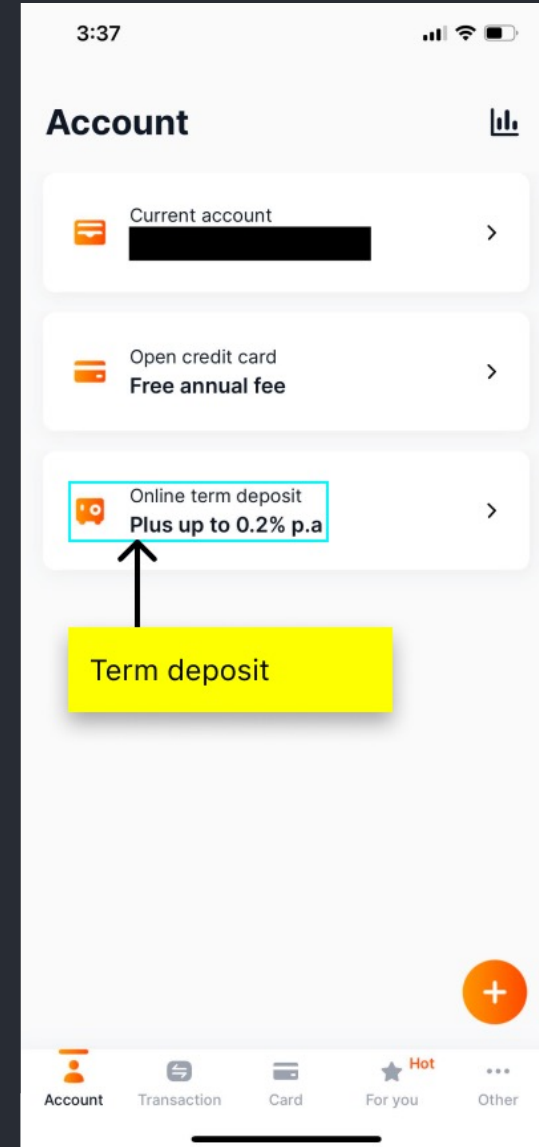 3:37
Account
Current account
Open credit card
Free annual fee
Online term deposit
Plus up to 0.2% p.a
Term deposit
Hot
Account Transaction Card For you Other